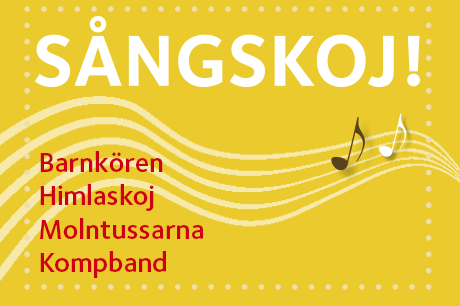 SÅNGSKOJ!
Barnkören
Himlaskoj
Molntussarna
Kompband